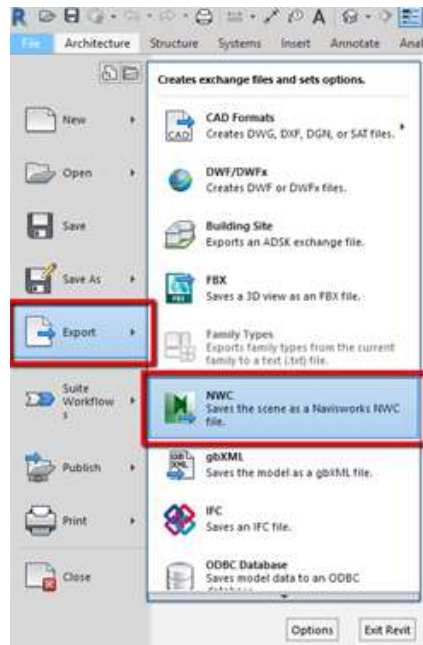 File Architecture Structure Systems Insert Annotate Anal
Creates exchange files and sets options.
New
Open
Save
Save As
Export
Suite
Workflow
s
Publish
Print
Close
CAD Formats
Creates DWG, DXF, DGN, or SAT files.
DWF/DWFx
Creates DWF or DWFx files.
Building Site
Exports an ADSK exchange file.
FBX
Saves a 3D view as an FBX file.
Family Types
Exports family types from the current
family to a text (.txt) file.
NWC
Saves the scene as a Navisworks NWC
file.
gbXML
Saves the model as a gbXML file.
IFC
Saves an IFC file.
ODBC Database
Saves model data to an ODBC
Options Exit Revit